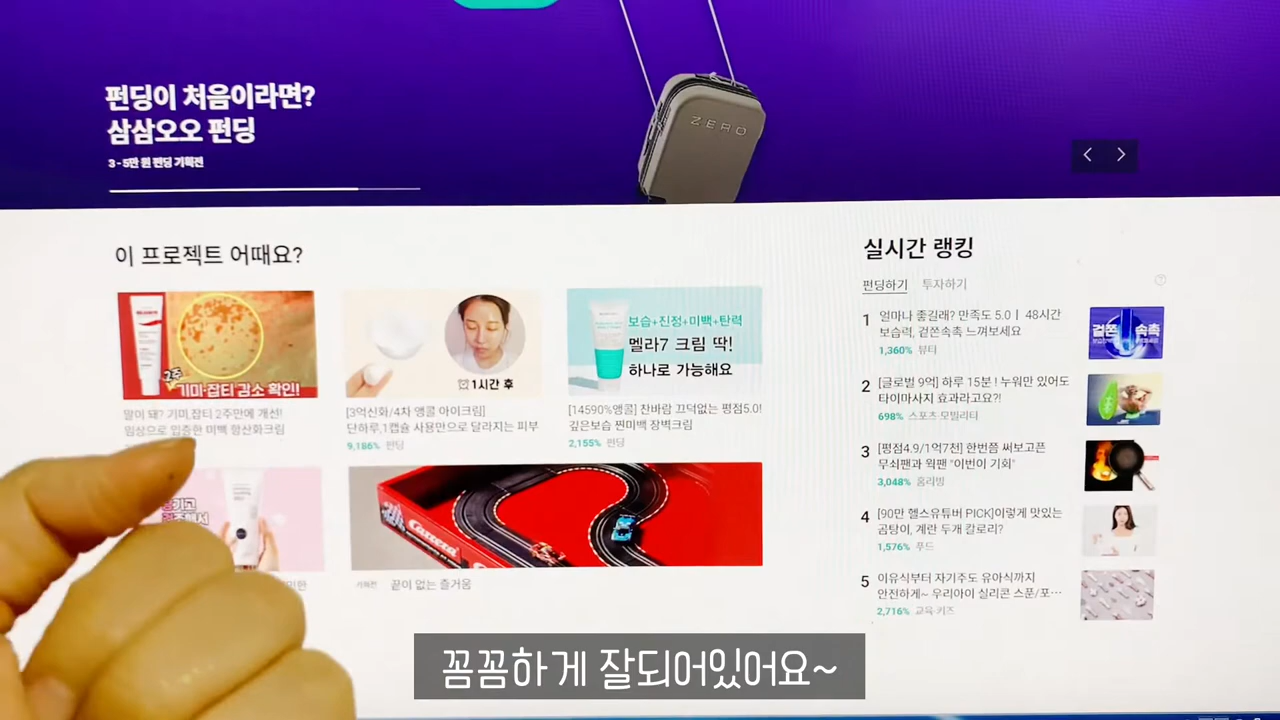 펀딩이 처음이라면?
삼삼오오 펀딩
3-5만 원 펀딩 기획전
ZERO
이 프로젝트 어때요?
2주
기미·잡티 감소 확인!
말이 돼? 기미,잡티 2주만에 개선!
임상으로 입증한 미백 항산화크림
1시간 후
[3억신화/4차 앵콜 아이크림]
단하루,1캡슐 사용만으로 달라지는 피부
9,186% 펀딩
보습+진정+미백+탄력
멜라7 크림 딱!
하나로 가능해요
[14590%앵콜] 찬바람 끄덕없는 평점5.0!
깊은보습 찐미백 장벽크림
2,155% 펀딩
Carrera
기획전 끝이 없는 즐거움
실시간 랭킹
펀딩하기 투자하기
1 얼마나 좋길래? 만족도 5.0ㅣ 48시간
보습력, 겉쫀속촉 느껴보세요
1,360% 뷰티
겉쫀 속촉
2 [글로벌 9억] 하루 15분 ! 누워만 있어도
타이마사지 효과라고요?!
698% 스포츠·모빌리티
3 [평점4.9/1억7천] 한번쯤 써보고픈
무쇠팬과 웍팬 "이번이 기회"
3,048% 홈리빙
4 [90만 헬스유튜버 PICK]이렇게 맛있는
곰탕이, 계란 두개 칼로리?
1,576% 푸드
5 이유식부터 자기주도 유아식까지
안전하게~ 우리아이 실리콘 스푼/포…
2,716% 교육·키즈
꼼꼼하게 잘되어있어요~